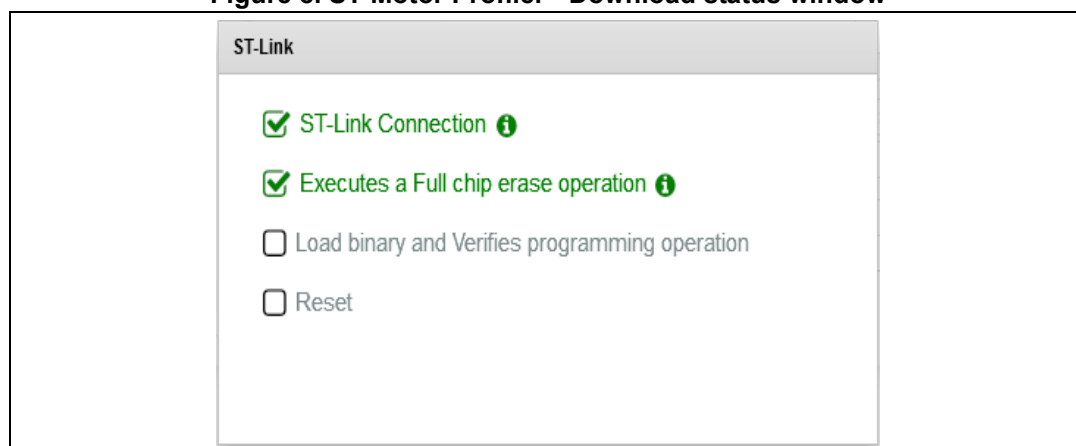 ST-Link
ST-Link Connection
Executes a Full chip erase operation
Load binary and Verifies programming operation
Reset